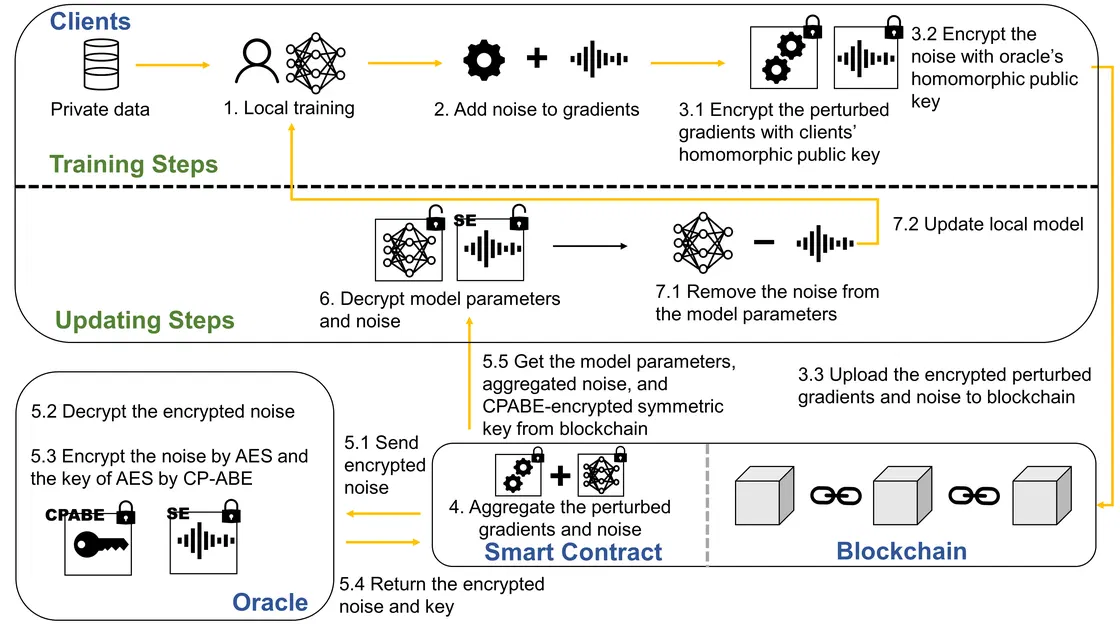 Clients
Private data
1. Local training
2. Add noise to gradients
3.1 Encrypt the perturbed
gradients with clients'
homomorphic public key
3.2 Encrypt the
noise with oracle's
homomorphic public
key
Training Steps
SE
7.2 Update local model
6. Decrypt model parameters
and noise
7.1 Remove the noise from
the model parameters
Updating Steps
5.5 Get the model parameters,
aggregated noise, and
CPABE-encrypted symmetric
key from blockchain
3.3 Upload the encrypted perturbed
gradients and noise to blockchain
5.2 Decrypt the encrypted noise
5.3 Encrypt the noise by AES and
the key of AES by CP-ABE
CPABE
SE
Oracle
5.1 Send
encrypted
noise
5.4 Return the encrypted
noise and key
4. Aggregate the perturbed
gradients and noise
Smart Contract
Blockchain